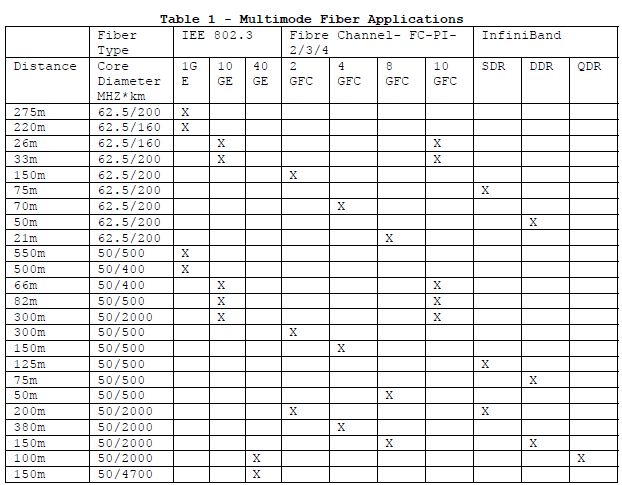 Table 1 - Multimode Fiber Applications
Fiber Type IEE 802.3 Fibre Channel- FC-PI-2/3/4 InfiniBand
Distance Core Diameter MHZ*km 1G E 10 GE 40 GE 2 GFC 4 GFC 8 GFC 10 GFC SDR DDR QDR
275m 62.5/200 X
220m 62.5/160 X
26m 62.5/160 X X
33m 62.5/200 X X
150m 62.5/200 X
75m 62.5/200 X
70m 62.5/200 X
50m 62.5/200 X
21m 62.5/200 X
550m 50/500 X
500m 50/400 X
66m 50/400 X X
82m 50/500 X X
300m 50/2000 X X
300m 50/500 X
150m 50/500 X
125m 50/500 X
75m 50/500 X
50m 50/500 X
200m 50/2000 X X
380m 50/2000 X
150m 50/2000 X X
100m 50/2000 X X
150m 50/4700 X